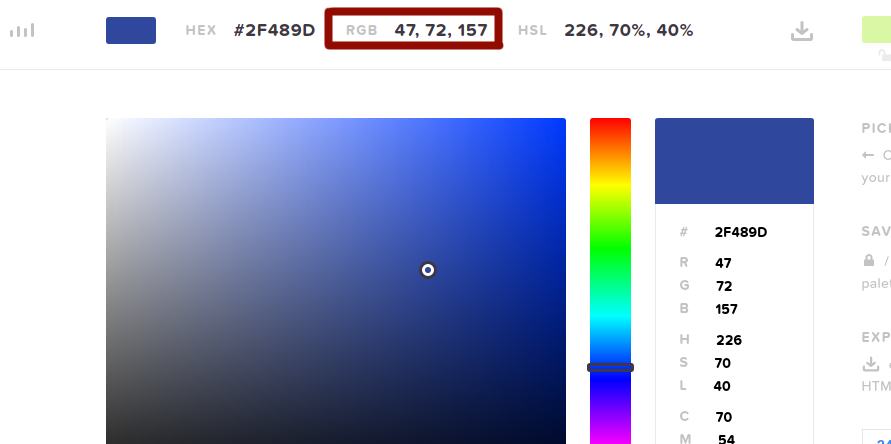 HEX #2F489D RGB 47, 72, 157 HSL 226, 70%, 40%
# 2F489D
R 47
G 72
B 157
H 226
S 70
L 40
C 70
M 54
PICI
← C
your
SAV
/
palet
EXP
HTM